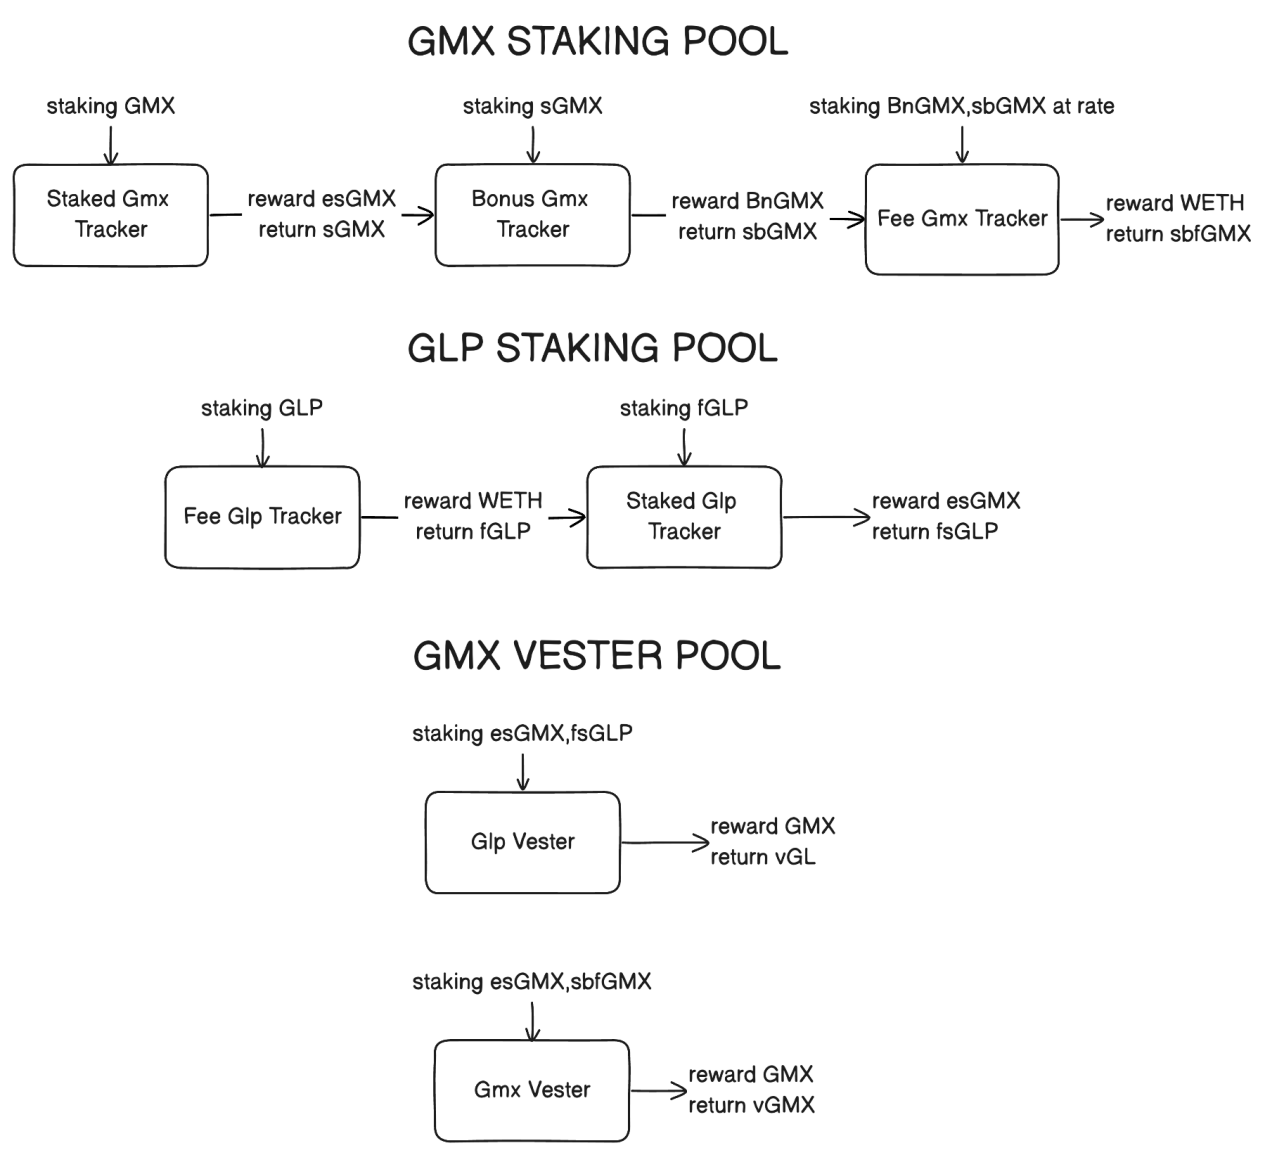 GMX STAKING POOL
staking GMX
staking sGMX
staking BnGMX,sbGMX at rate
Staked Gmx
Tracker
reward esGMX
return sGMX
Bonus Gmx
Tracker
reward BnGMX
return sbGMX
Fee Gmx Tracker
reward WETH
return sbfGMX
GLP STAKING POOL
staking GLP
staking fGLP
Fee Glp Tracker
reward WETH
return fGLP
Staked Glp
Tracker
reward esGMX
return fsGLP
GMX VESTER POOL
staking esGMX,fsGLP
Glp Vester
reward GMX
return vGL
staking esGMX,sbfGMX
Gmx Vester
reward GMX
return vGMX